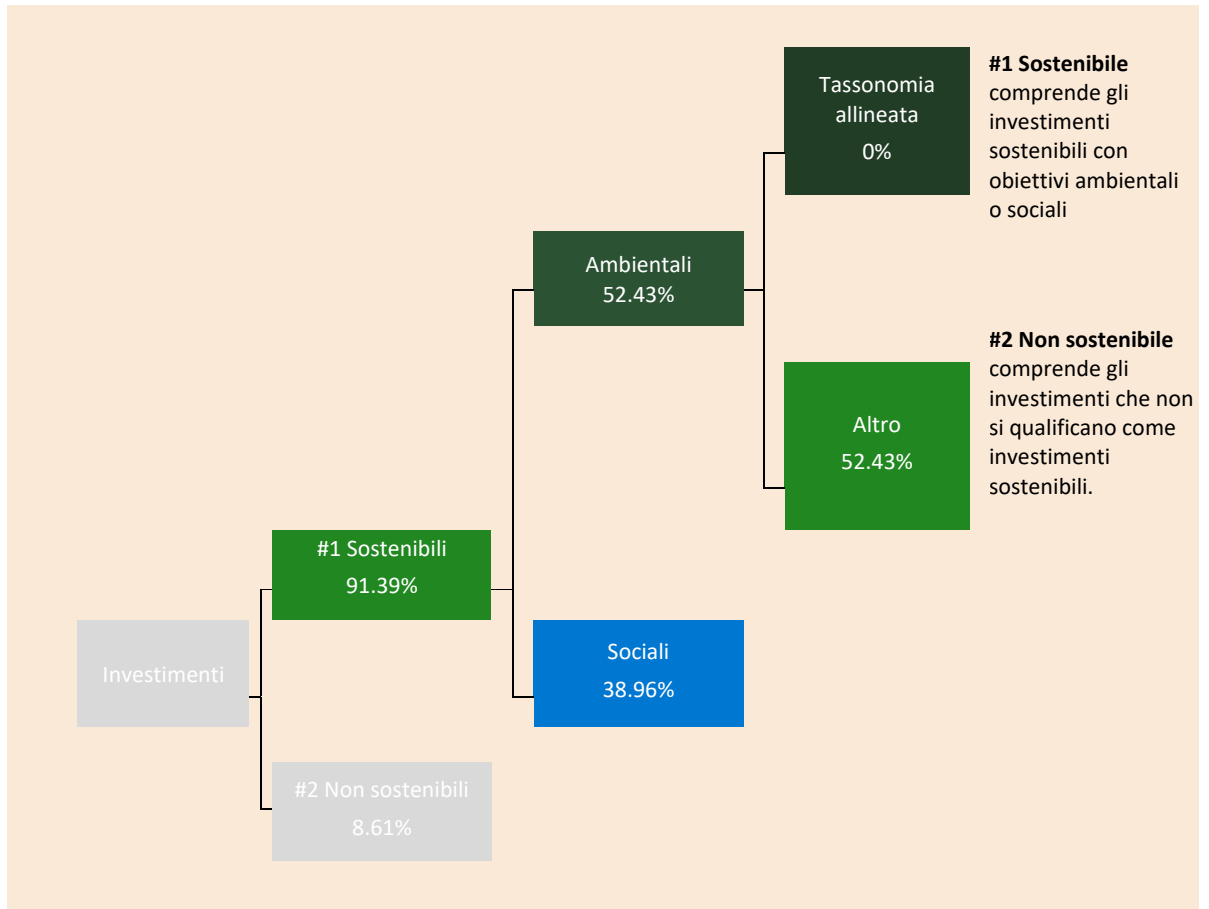 Tassonomia
allineata
0%
#1 Sostenibile
comprende gli
investimenti
sostenibili con
obiettivi ambientali
o sociali
Ambientali
52.43%
#2 Non sostenibile
comprende gli
investimenti che non
si qualificano come
investimenti
sostenibili.
Altro
52.43%
#1 Sostenibili
91.39%
Sociali
38.96%
Investimenti
#2 Non sostenibili
8.61%